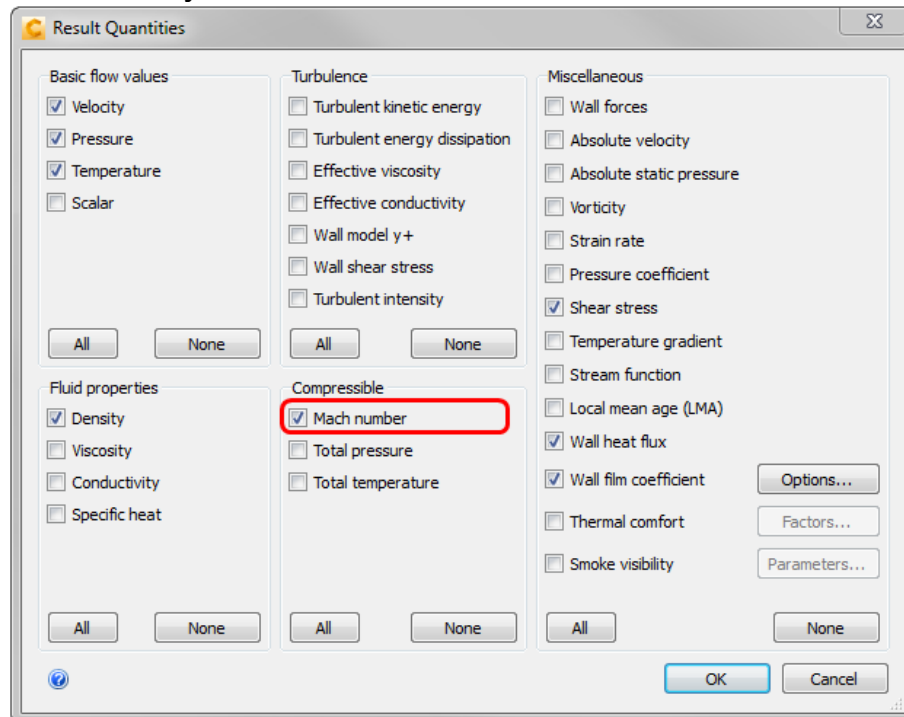 Result Quantities
Basic flow values
Velocity
Pressure
Temperature
Scalar
All None
Turbulence
Turbulent kinetic energy
Turbulent energy dissipation
Effective viscosity
Effective conductivity
Wall model y+
Wall shear stress
Turbulent intensity
All None
Fluid properties
Density
Viscosity
Conductivity
Specific heat
All None
Compressible
Mach number
Total pressure
Total temperature
All None
Miscellaneous
Wall forces
Absolute velocity
Absolute static pressure
Vorticity
Strain rate
Pressure coefficient
Shear stress
Temperature gradient
Stream function
Local mean age (LMA)
Wall heat flux
Wall film coefficient Options...
Thermal comfort Factors...
Smoke visibility Parameters...
All None
OK Cancel